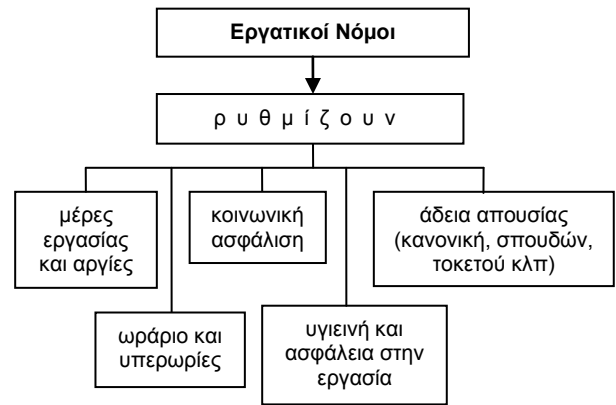 Εργατικοί Νόμοι
ρ υ θ μ ί ζ ο υ ν
μέρες
εργασίας
και αργίες
κοινωνική
ασφάλιση
άδεια απουσίας
(κανονική, σπουδών,
τοκετού κλπ)
ωράριο και
υπερωρίες
υγιεινή και
ασφάλεια στην
εργασία